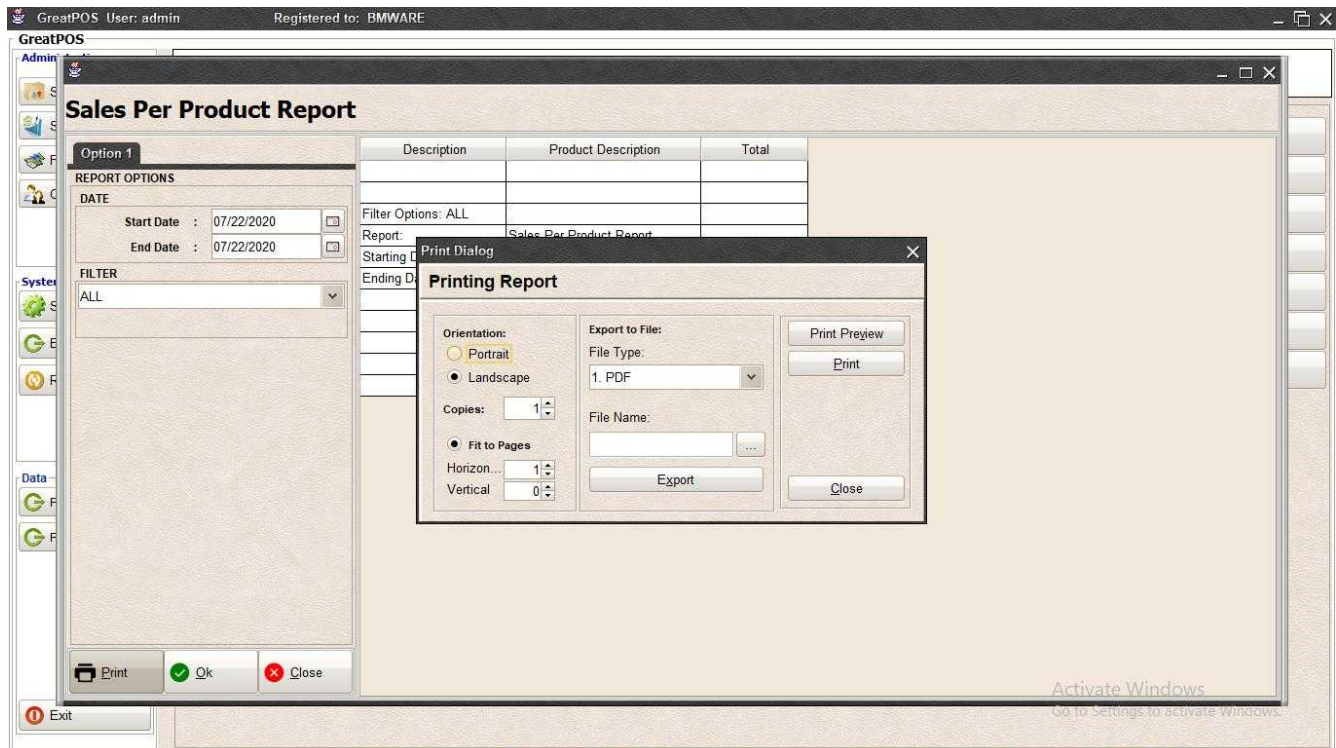 GreatPOS User: admin Registered to: BMWARE
GreatPOS
Sales Per Product Report
Option 1
REPORT OPTIONS
DATE
Start Date : 07/22/2020
End Date : 07/22/2020
FILTER
ALL
Description Product Description Total
Filter Options: ALL
Report: Sales Per Product Report
Starting
Ending
Print Dialog
Printing Report
Orientation:
Portrait
Landscape
Copies: 1
Fit to Pages
Horizon... 1
Vertical 0
Export to File:
File Type:
1. PDF
File Name:
...
Export
Print Preview
Print
Close
Data
Print
Ok
Close
Exit
Activate Windows
Go to Settings to activate Windows.